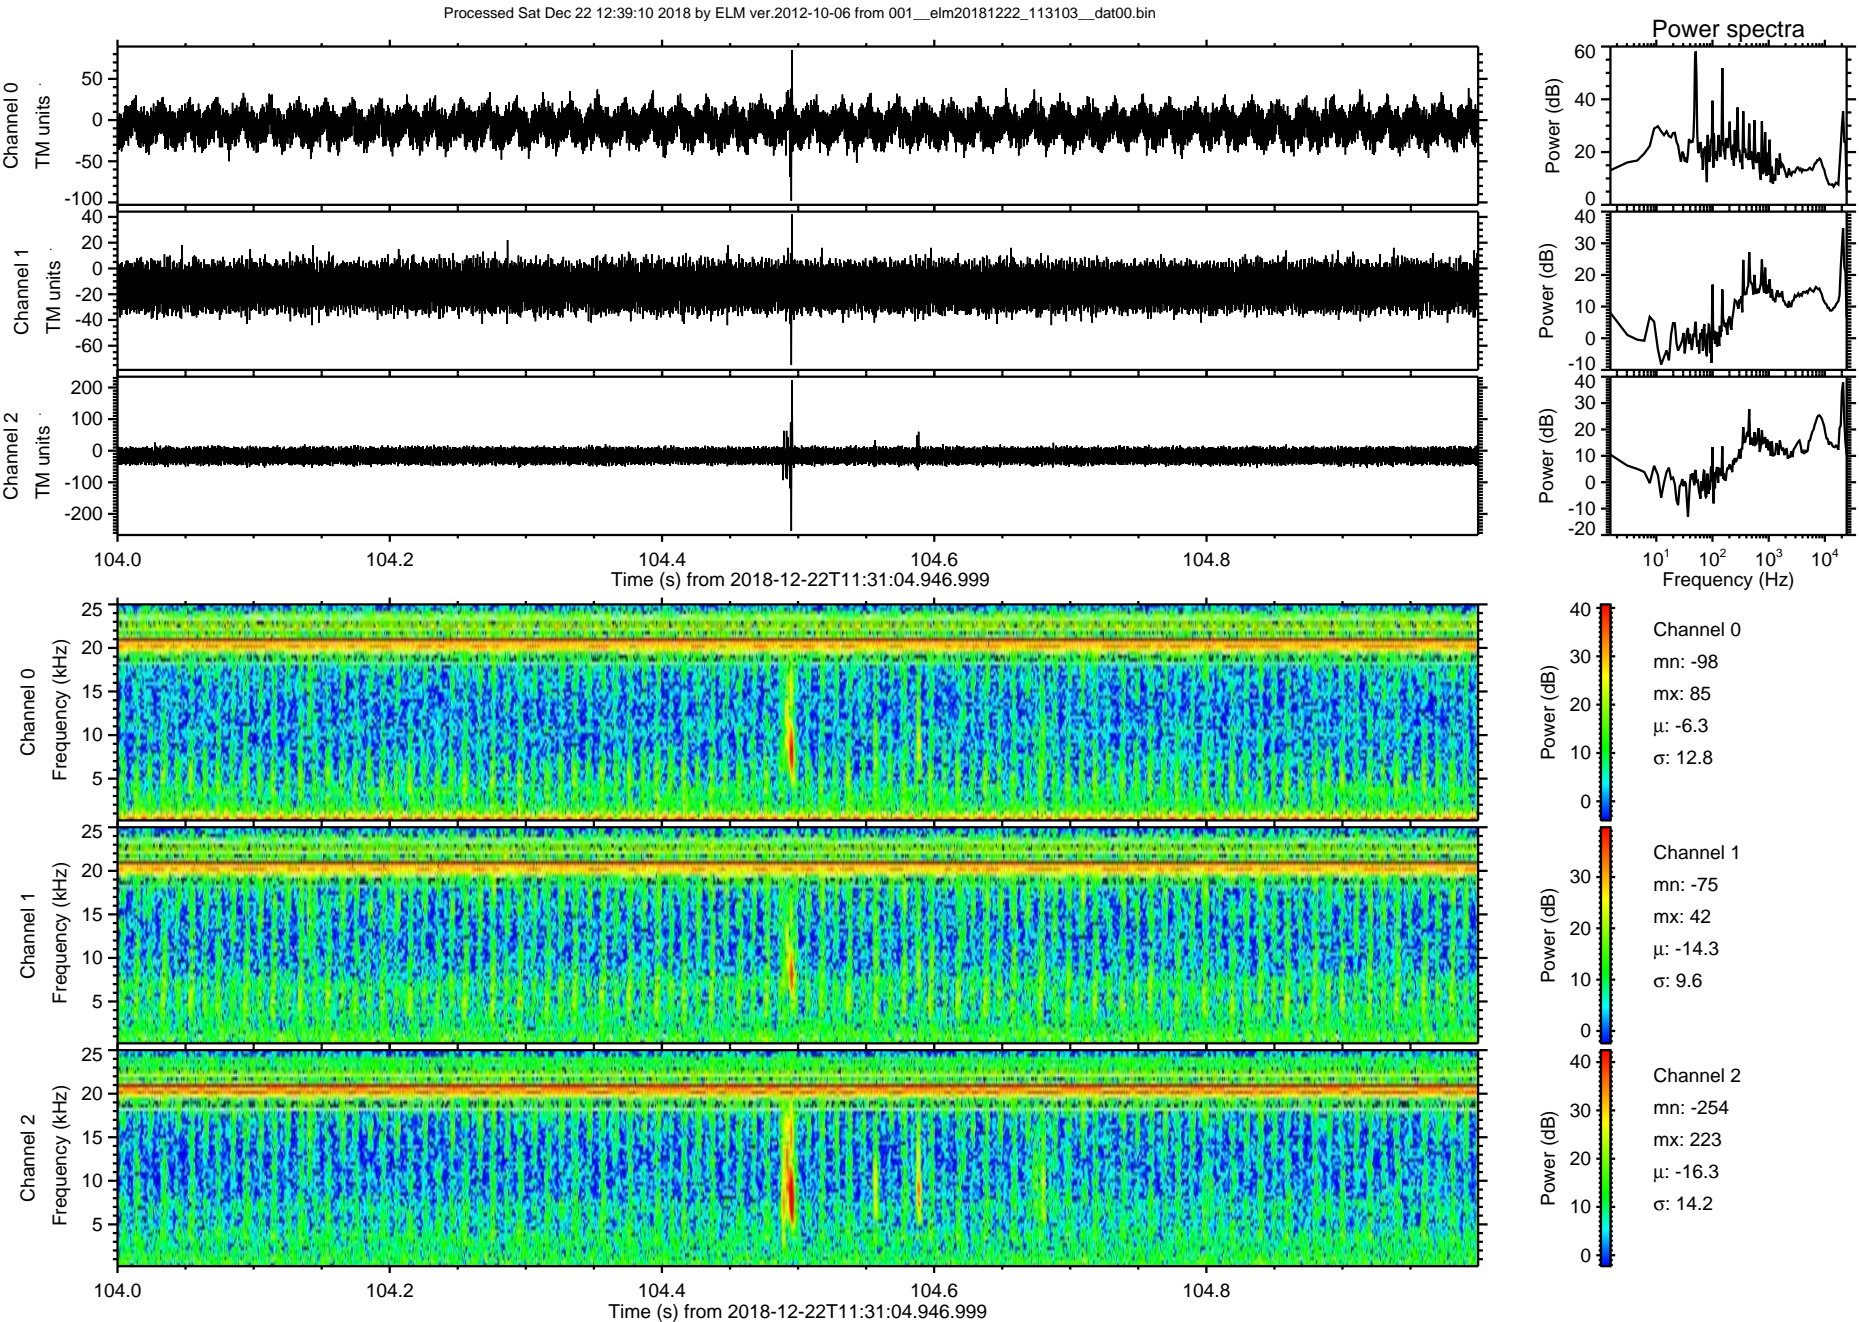 Processed Sat Dec 22 12:39:10 2018 by ELM ver.2012-10-06 from 001__elm20181222_113103__dat00.bin
Power spectra
Channel 0
TM units
50
0
-50
-100
Power (dB)
60
40
20
0
Channel 1
TM units
40
20
0
-20
-40
-60
Power (dB)
40
30
20
10
0
-10
Channel 2
TM units
200
100
0
-100
-200
Power (dB)
40
30
20
10
0
-10
-20
104.0 104.2 104.4 104.6 104.8
Time (s) from 2018-12-22T11:31:04.946.999
10¹ 10² 10³ 10⁴
Frequency (Hz)
Channel 0
Frequency (kHz)
25
20
15
10
5
Power (dB)
40
30
20
10
0
Channel 0
mn: -98
mx: 85
μ: -6.3
σ: 12.8
Channel 1
Frequency (kHz)
25
20
15
10
5
Power (dB)
30
20
10
0
Channel 1
mn: -75
mx: 42
μ: -14.3
σ: 9.6
Channel 2
Frequency (kHz)
25
20
15
10
5
Power (dB)
40
30
20
10
0
Channel 2
mn: -254
mx: 223
μ: -16.3
σ: 14.2
104.0 104.2 104.4 104.6 104.8
Time (s) from 2018-12-22T11:31:04.946.999